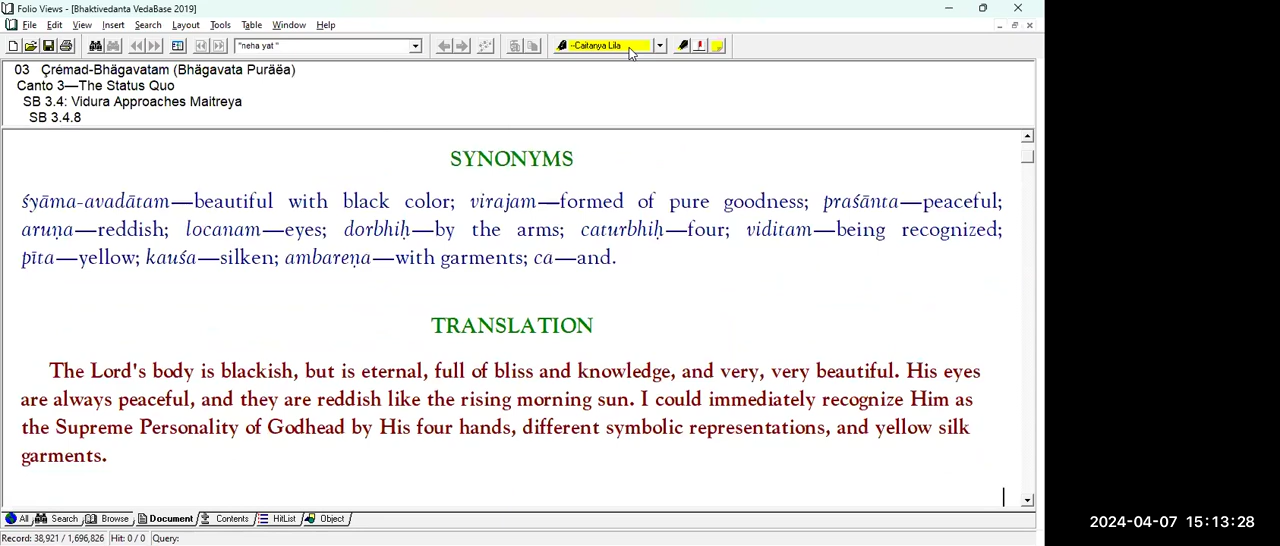 Folio Views - [Bhaktivedanta VedaBase 2019]
File Edit View Insert Search Layout Tools Table Window Help
"neha yat "
--Caitanya Lila
03 Çrémad-Bhägavatam (Bhägavata Puräëa)
Canto 3—The Status Quo
SB 3.4: Vidura Approaches Maitreya
SB 3.4.8
SYNONYMS
śyāma-avadātam—beautiful with black color; virajam—formed of pure goodness; praśānta—peaceful;
aruṇa—reddish; locanam—eyes; dorbhiḥ—by the arms; caturbhiḥ—four; viditam—being recognized;
pīta—yellow; kauśa—silken; ambareṇa—with garments; ca—and.
TRANSLATION
The Lord's body is blackish, but is eternal, full of bliss and knowledge, and very, very beautiful. His eyes
are always peaceful, and they are reddish like the rising morning sun. I could immediately recognize Him as
the Supreme Personality of Godhead by His four hands, different symbolic representations, and yellow silk
garments.
All Search Browse Document Contents HitList Object
Record: 38,921 / 1,696,826 Hit: 0 / 0 Query:
2024-04-07 15:13:28